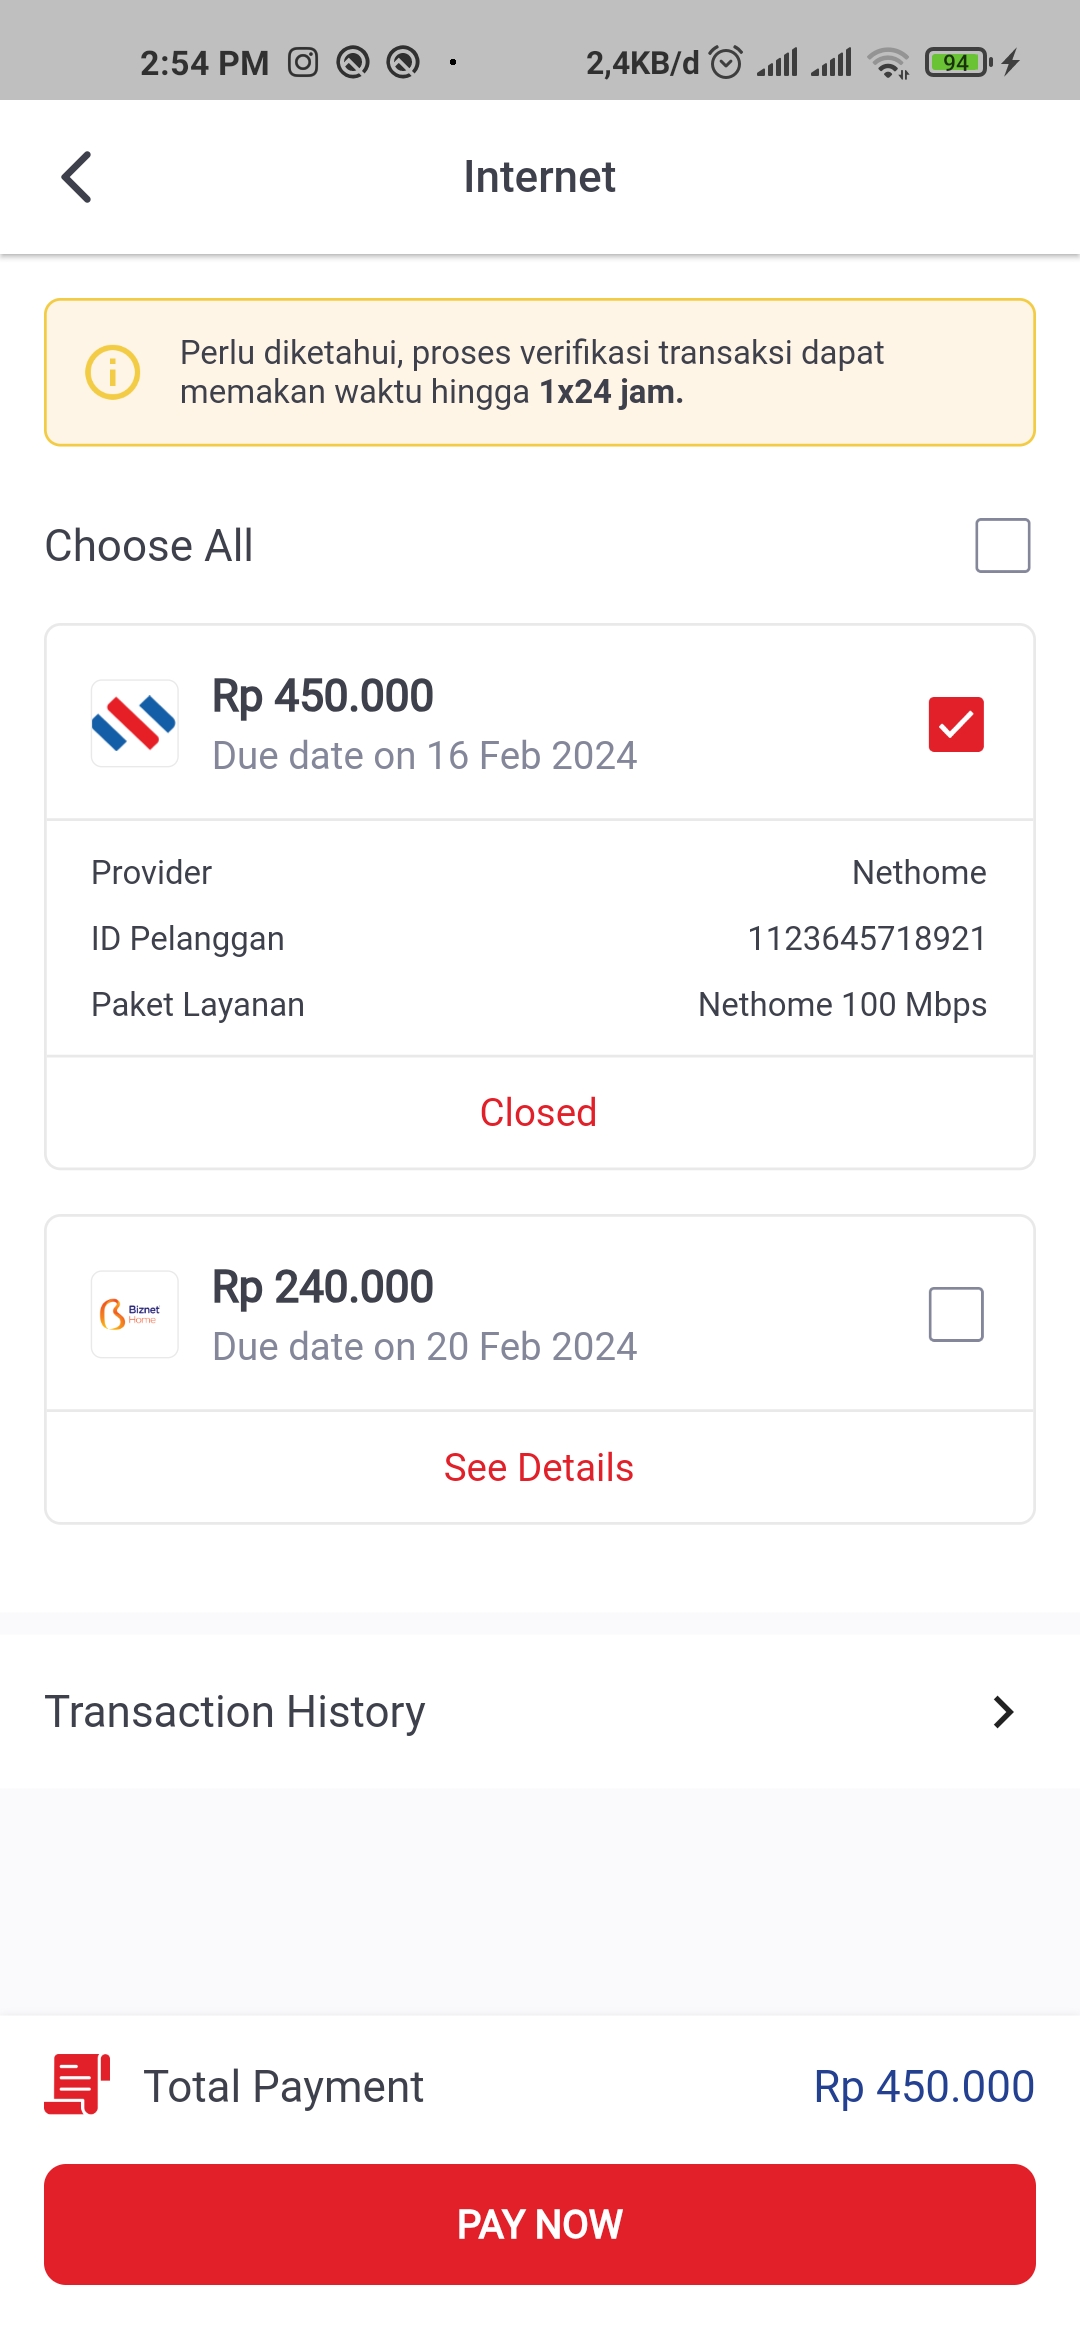 2:54 PM
2,4KB/d
94
Internet
Perlu diketahui, proses verifikasi transaksi dapat
memakan waktu hingga 1x24 jam.
Choose All
Rp 450.000
Due date on 16 Feb 2024
Provider Nethome
ID Pelanggan 1123645718921
Paket Layanan Nethome 100 Mbps
Closed
Biznet
Home
Rp 240.000
Due date on 20 Feb 2024
See Details
Transaction History
Total Payment Rp 450.000
PAY NOW